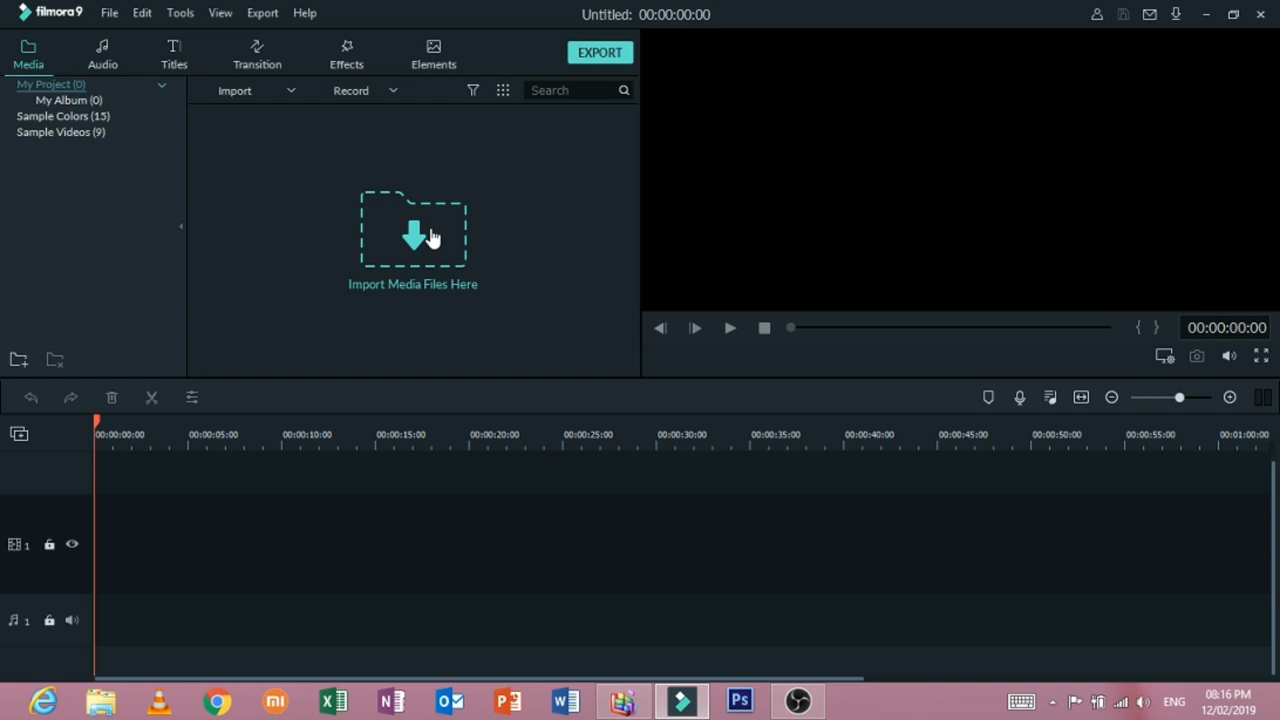 filmora9 File Edit Tools View Export Help Untitled: 00:00:00:00
Media Audio Titles Transition Effects Elements EXPORT
My Project (0)
My Album (0)
Sample Colors (15)
Sample Videos (9)
Import Record Search
Import Media Files Here
00:00:00:00
00:00:00:00 00:00:05:00 00:00:10:00 00:00:15:00 00:00:20:00 00:00:25:00 00:00:30:00 00:00:35:00 00:00:40:00 00:00:45:00 00:00:50:00 00:00:55:00 00:01:00:00
1
1
Ps ENG 08:16 PM
12/02/2019